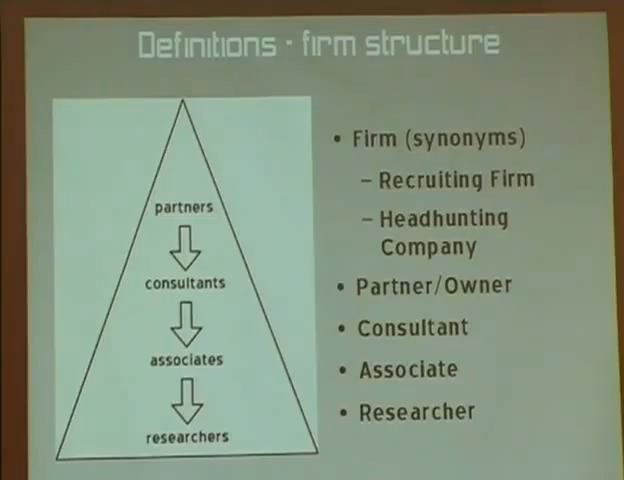 Definitions - firm structure
partners
consultants
associates
researchers
• Firm (synonyms)
– Recruiting Firm
– Headhunting
Company
• Partner/Owner
• Consultant
• Associate
• Researcher